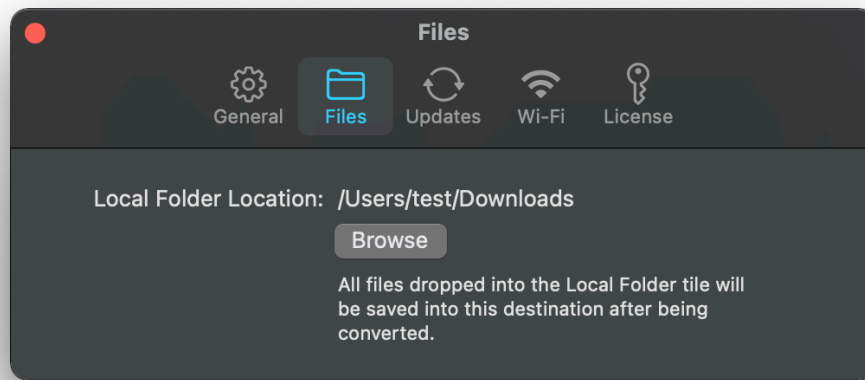 Files
General
Files
Updates
Wi-Fi
License
Local Folder Location: /Users/test/Downloads
Browse
All files dropped into the Local Folder tile will
be saved into this destination after being
converted.